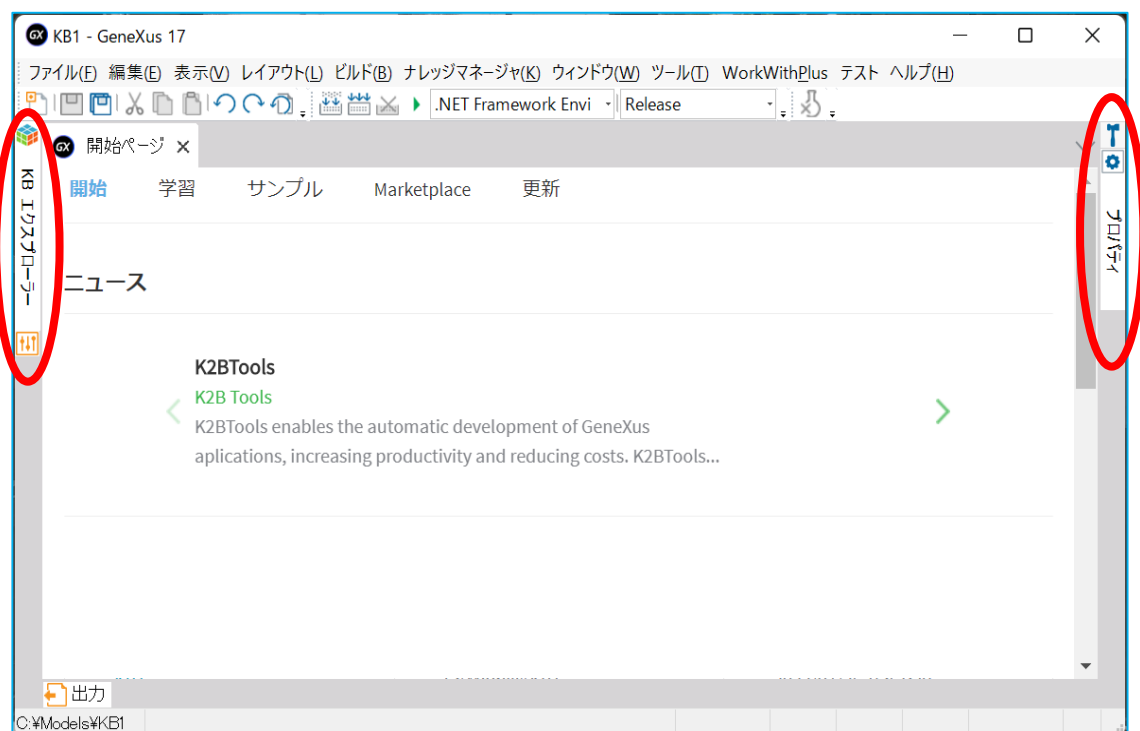 KB1 - GeneXus 17
ファイル(F) 編集(E) 表示(V) レイアウト(L) ビルド(B) ナレッジマネージャ(K) ウィンドウ(W) ツール(T) WorkWithPlus テスト ヘルプ(H)
.NET Framework Envi Release
開始ページ
KB エクスプローラー
プロパティ
開始 学習 サンプル Marketplace 更新
ニュース
K2BTools
K2B Tools
K2BTools enables the automatic development of GeneXus
aplications, increasing productivity and reducing costs. K2BTools...
出力
C:¥Models¥KB1